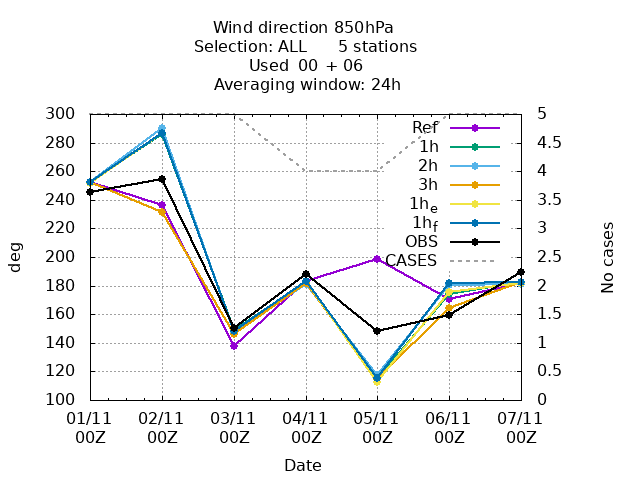 Wind direction 850hPa
Selection: ALL 5 stations
Used 00 + 06
Averaging window: 24h
300
280
260
240
220
200
180
160
140
120
100
deg
5
4.5
4
3.5
3
2.5
2
1.5
1
0.5
0
No cases
Ref
1h
2h
3h
1he
1hf
OBS
CASES
01/11 02/11 03/11 04/11 05/11 06/11 07/11
00Z 00Z 00Z 00Z 00Z 00Z 00Z
Date